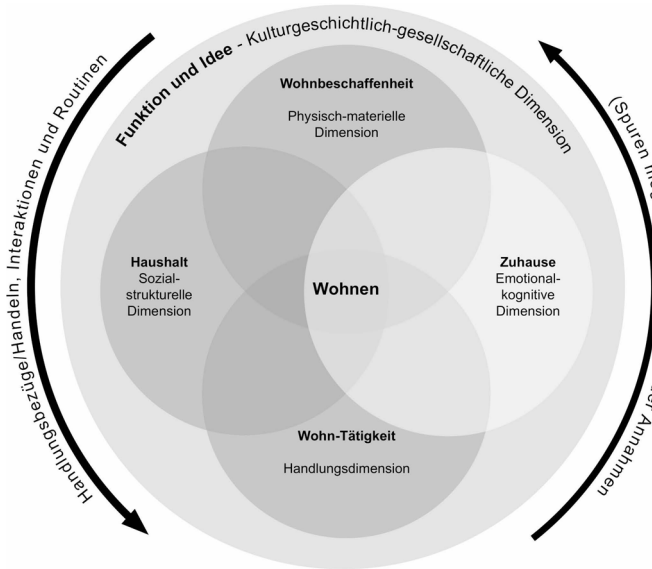 Funktion und Idee - Kulturgeschichtlich-gesellschaftliche Dimension
Handlungsbezüge/Handeln, Interaktionen und Routinen
(Spuren
Annahmen
Wohnbeschaffenheit
Physisch-materielle
Dimension
Haushalt
Sozial-
strukturelle
Dimension
Wohnen
Zuhause
Emotional-
kognitive
Dimension
Wohn-Tätigkeit
Handlungsdimension